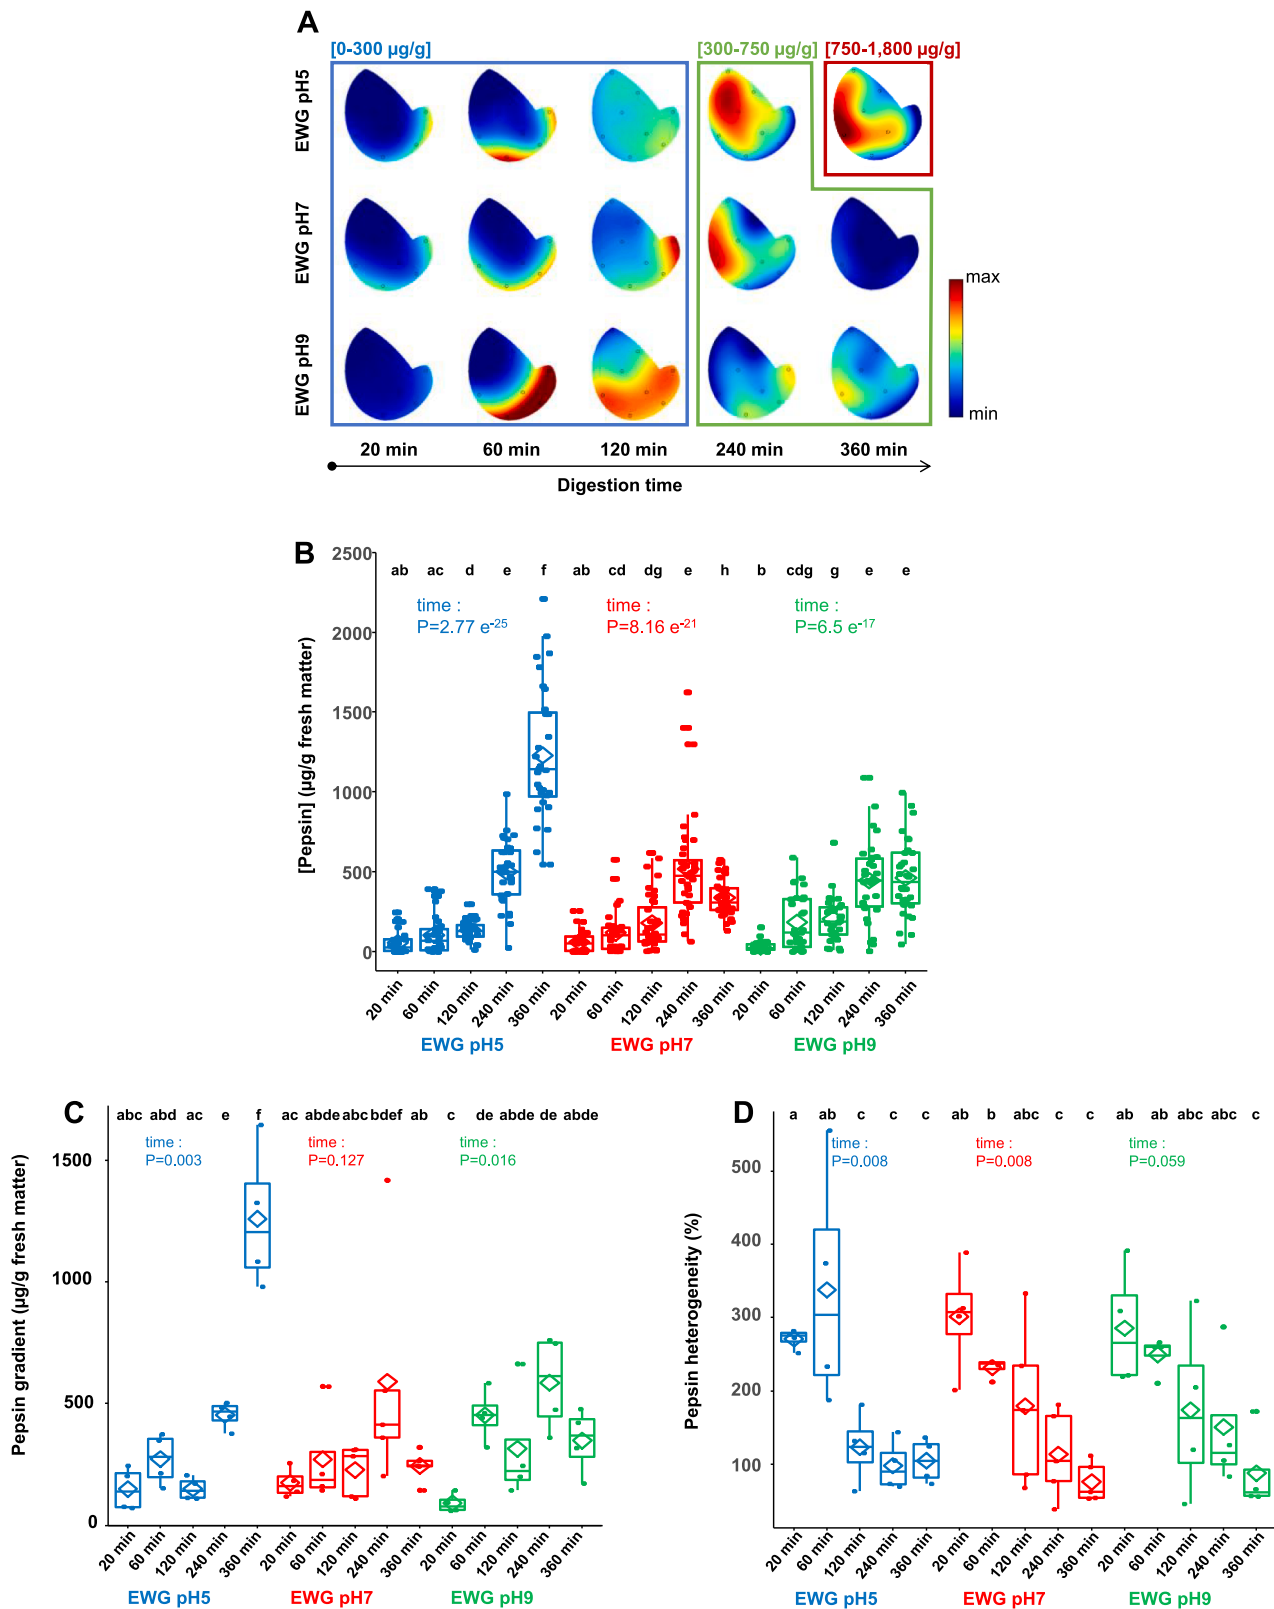 A
[0-300 µg/g] [300-750 µg/g] [750-1,800 µg/g]
EWG pH5
EWG pH7
EWG pH9
max
min
20 min 60 min 120 min 240 min 360 min
Digestion time
B
[Pepsin] (µg/g fresh matter)
2500
2000
1500
1000
500
0
ab ac d e f ab cd dg e h b cdg g e e
time :
P=2.77 e-25
time :
P=8.16 e-21
time :
P=6.5 e-17
20 min 60 min 120 min 240 min 360 min 20 min 60 min 120 min 240 min 360 min 20 min 60 min 120 min 240 min 360 min
EWG pH5 EWG pH7 EWG pH9
C
Pepsin gradient (µg/g fresh matter)
1500
1000
500
0
abc abd ac e f ac abde abc bdef ab c de abde de abde
time :
P=0.003
time :
P=0.127
time :
P=0.016
20 min 60 min 120 min 240 min 360 min 20 min 60 min 120 min 240 min 360 min 20 min 60 min 120 min 240 min 360 min
EWG pH5 EWG pH7 EWG pH9
D
Pepsin heterogeneity (%)
500
400
300
200
100
a ab c c c ab b abc c c ab ab abc abc c
time :
P=0.008
time :
P=0.008
time :
P=0.059
20 min 60 min 120 min 240 min 360 min 20 min 60 min 120 min 240 min 360 min 20 min 60 min 120 min 240 min 360 min
EWG pH5 EWG pH7 EWG pH9